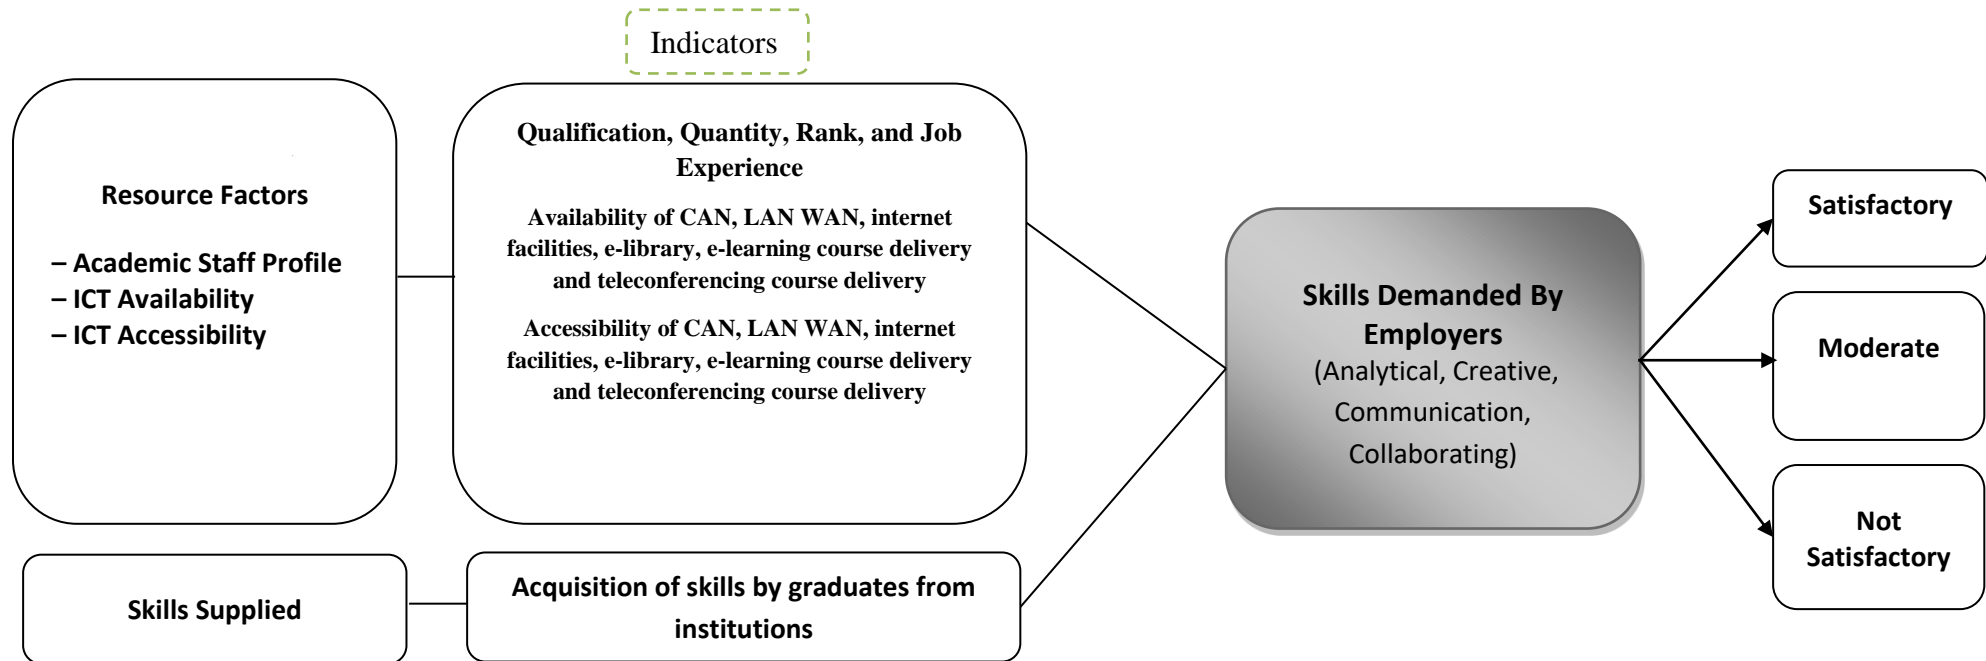 Indicators
Resource Factors
– Academic Staff Profile
– ICT Availability
– ICT Accessibility
Qualification, Quantity, Rank, and Job
Experience
Availability of CAN, LAN WAN, internet
facilities, e-library, e-learning course delivery
and teleconferencing course delivery
Accessibility of CAN, LAN WAN, internet
facilities, e-library, e-learning course delivery
and teleconferencing course delivery
Skills Supplied
Acquisition of skills by graduates from
institutions
Skills Demanded By
Employers
(Analytical, Creative,
Communication,
Collaborating)
Satisfactory
Moderate
Not
Satisfactory